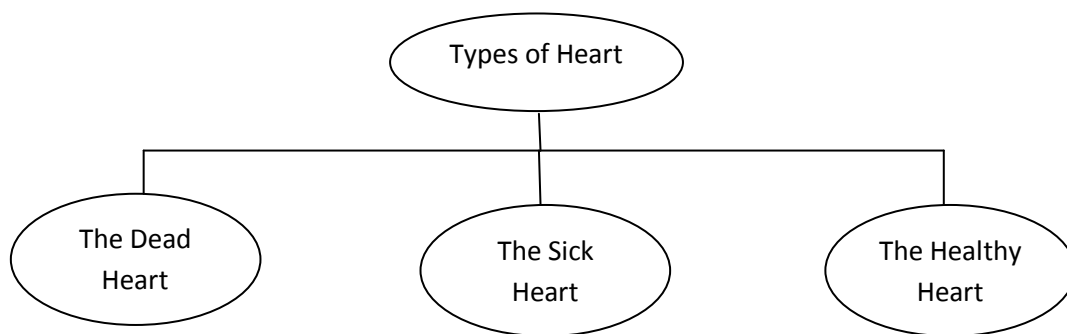 Types of Heart
The Dead
Heart
The Sick
Heart
The Healthy
Heart